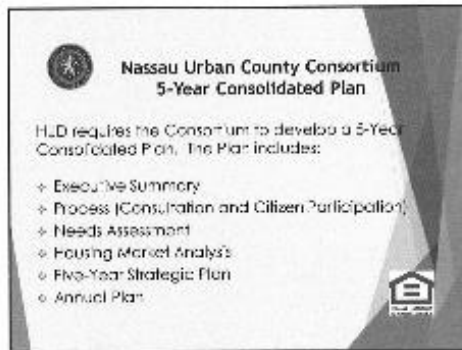 Nassau Urban County Consortium
5-Year Consolidated Plan
HUD requires the Consortium to develop a 5-Year
Consolidated Plan. The Plan includes:
Executive Summary
Process (Consultation and Citizen Participation)
Needs Assessment
Housing Market Analysis
Five-Year Strategic Plan
Annual Plan